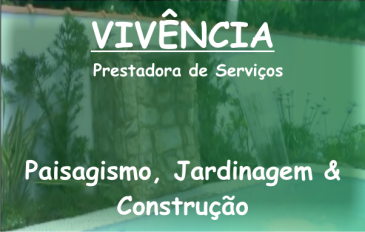 VIVÊNCIA
Prestadora de Serviços
Paisagismo, Jardinagem &
Construção